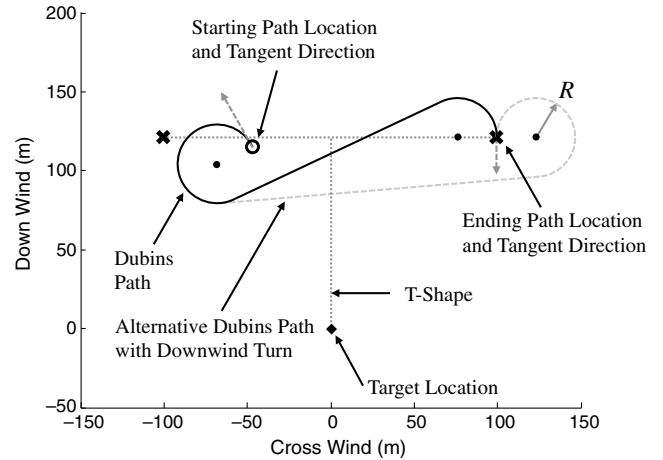 200
150
100
50
0
−50
−150
−100
−50
0
50
100
150
Down Wind (m)
Cross Wind (m)
Starting Path Location
and Tangent Direction
R
Ending Path Location
and Tangent Direction
Dubins
Path
T-Shape
Alternative Dubins Path
with Downwind Turn
Target Location